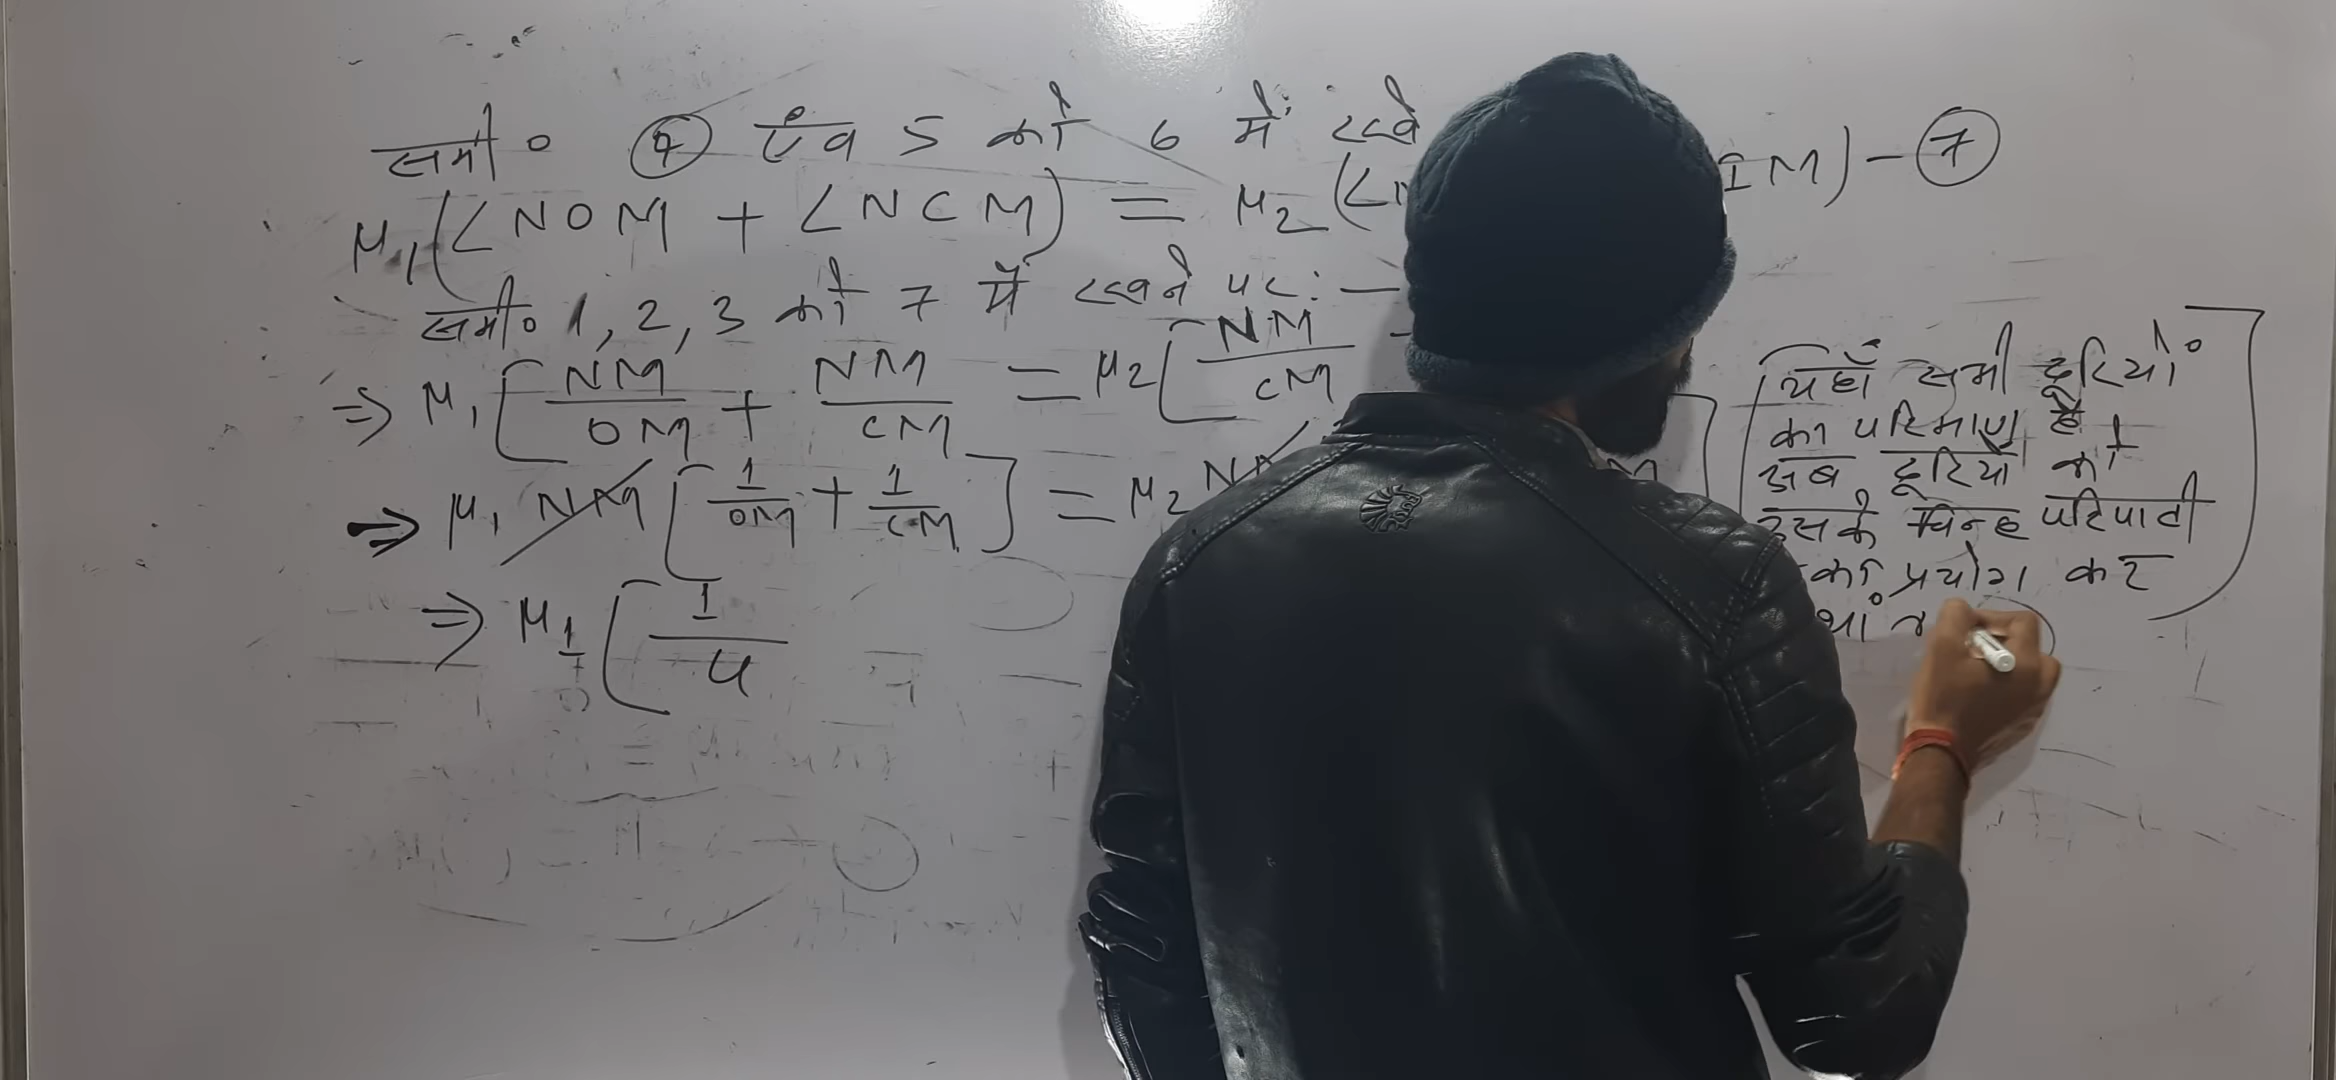 समी० ④ एवं 5 को 6 में रखने IM) - ⑦
μ₁(∠NOM + ∠NCM) = μ₂(∠N
समी० 1, 2, 3 को 7 में रखने पर: —
⇒ μ₁[NM/OM + NM/CM = μ₂[NM/CM
⇒ μ₁ NM[1/OM + 1/CM] = μ₂ NM
⇒ μ₁[1/u
यहाँ सभी दूरियों
का परिमाण है
अब दूरियों को
उसके चिन्ह परिपाटी
का प्रयोग कर